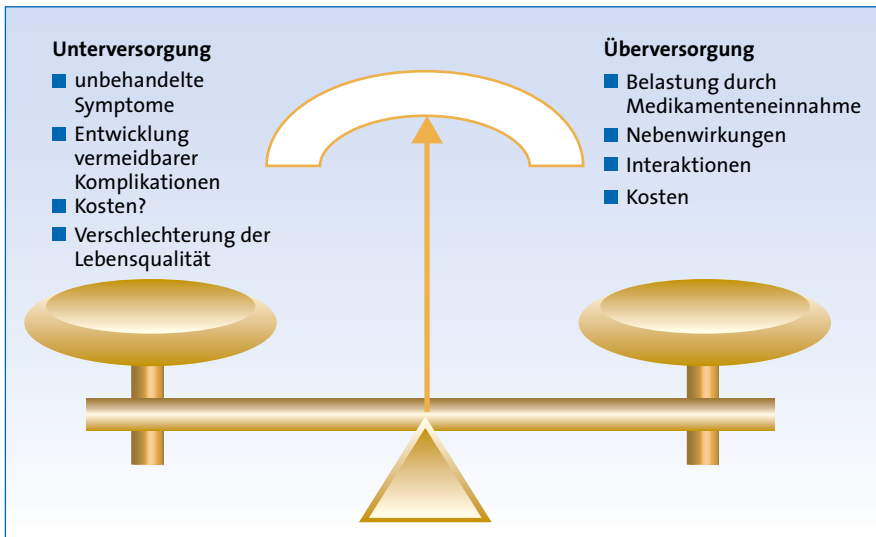 Unterversorgung
unbehandelte
Symptome
Entwicklung
vermeidbarer
Komplikationen
Kosten?
Verschlechterung der
Lebensqualität
Überversorgung
Belastung durch
Medikamenteneinnahme
Nebenwirkungen
Interaktionen
Kosten